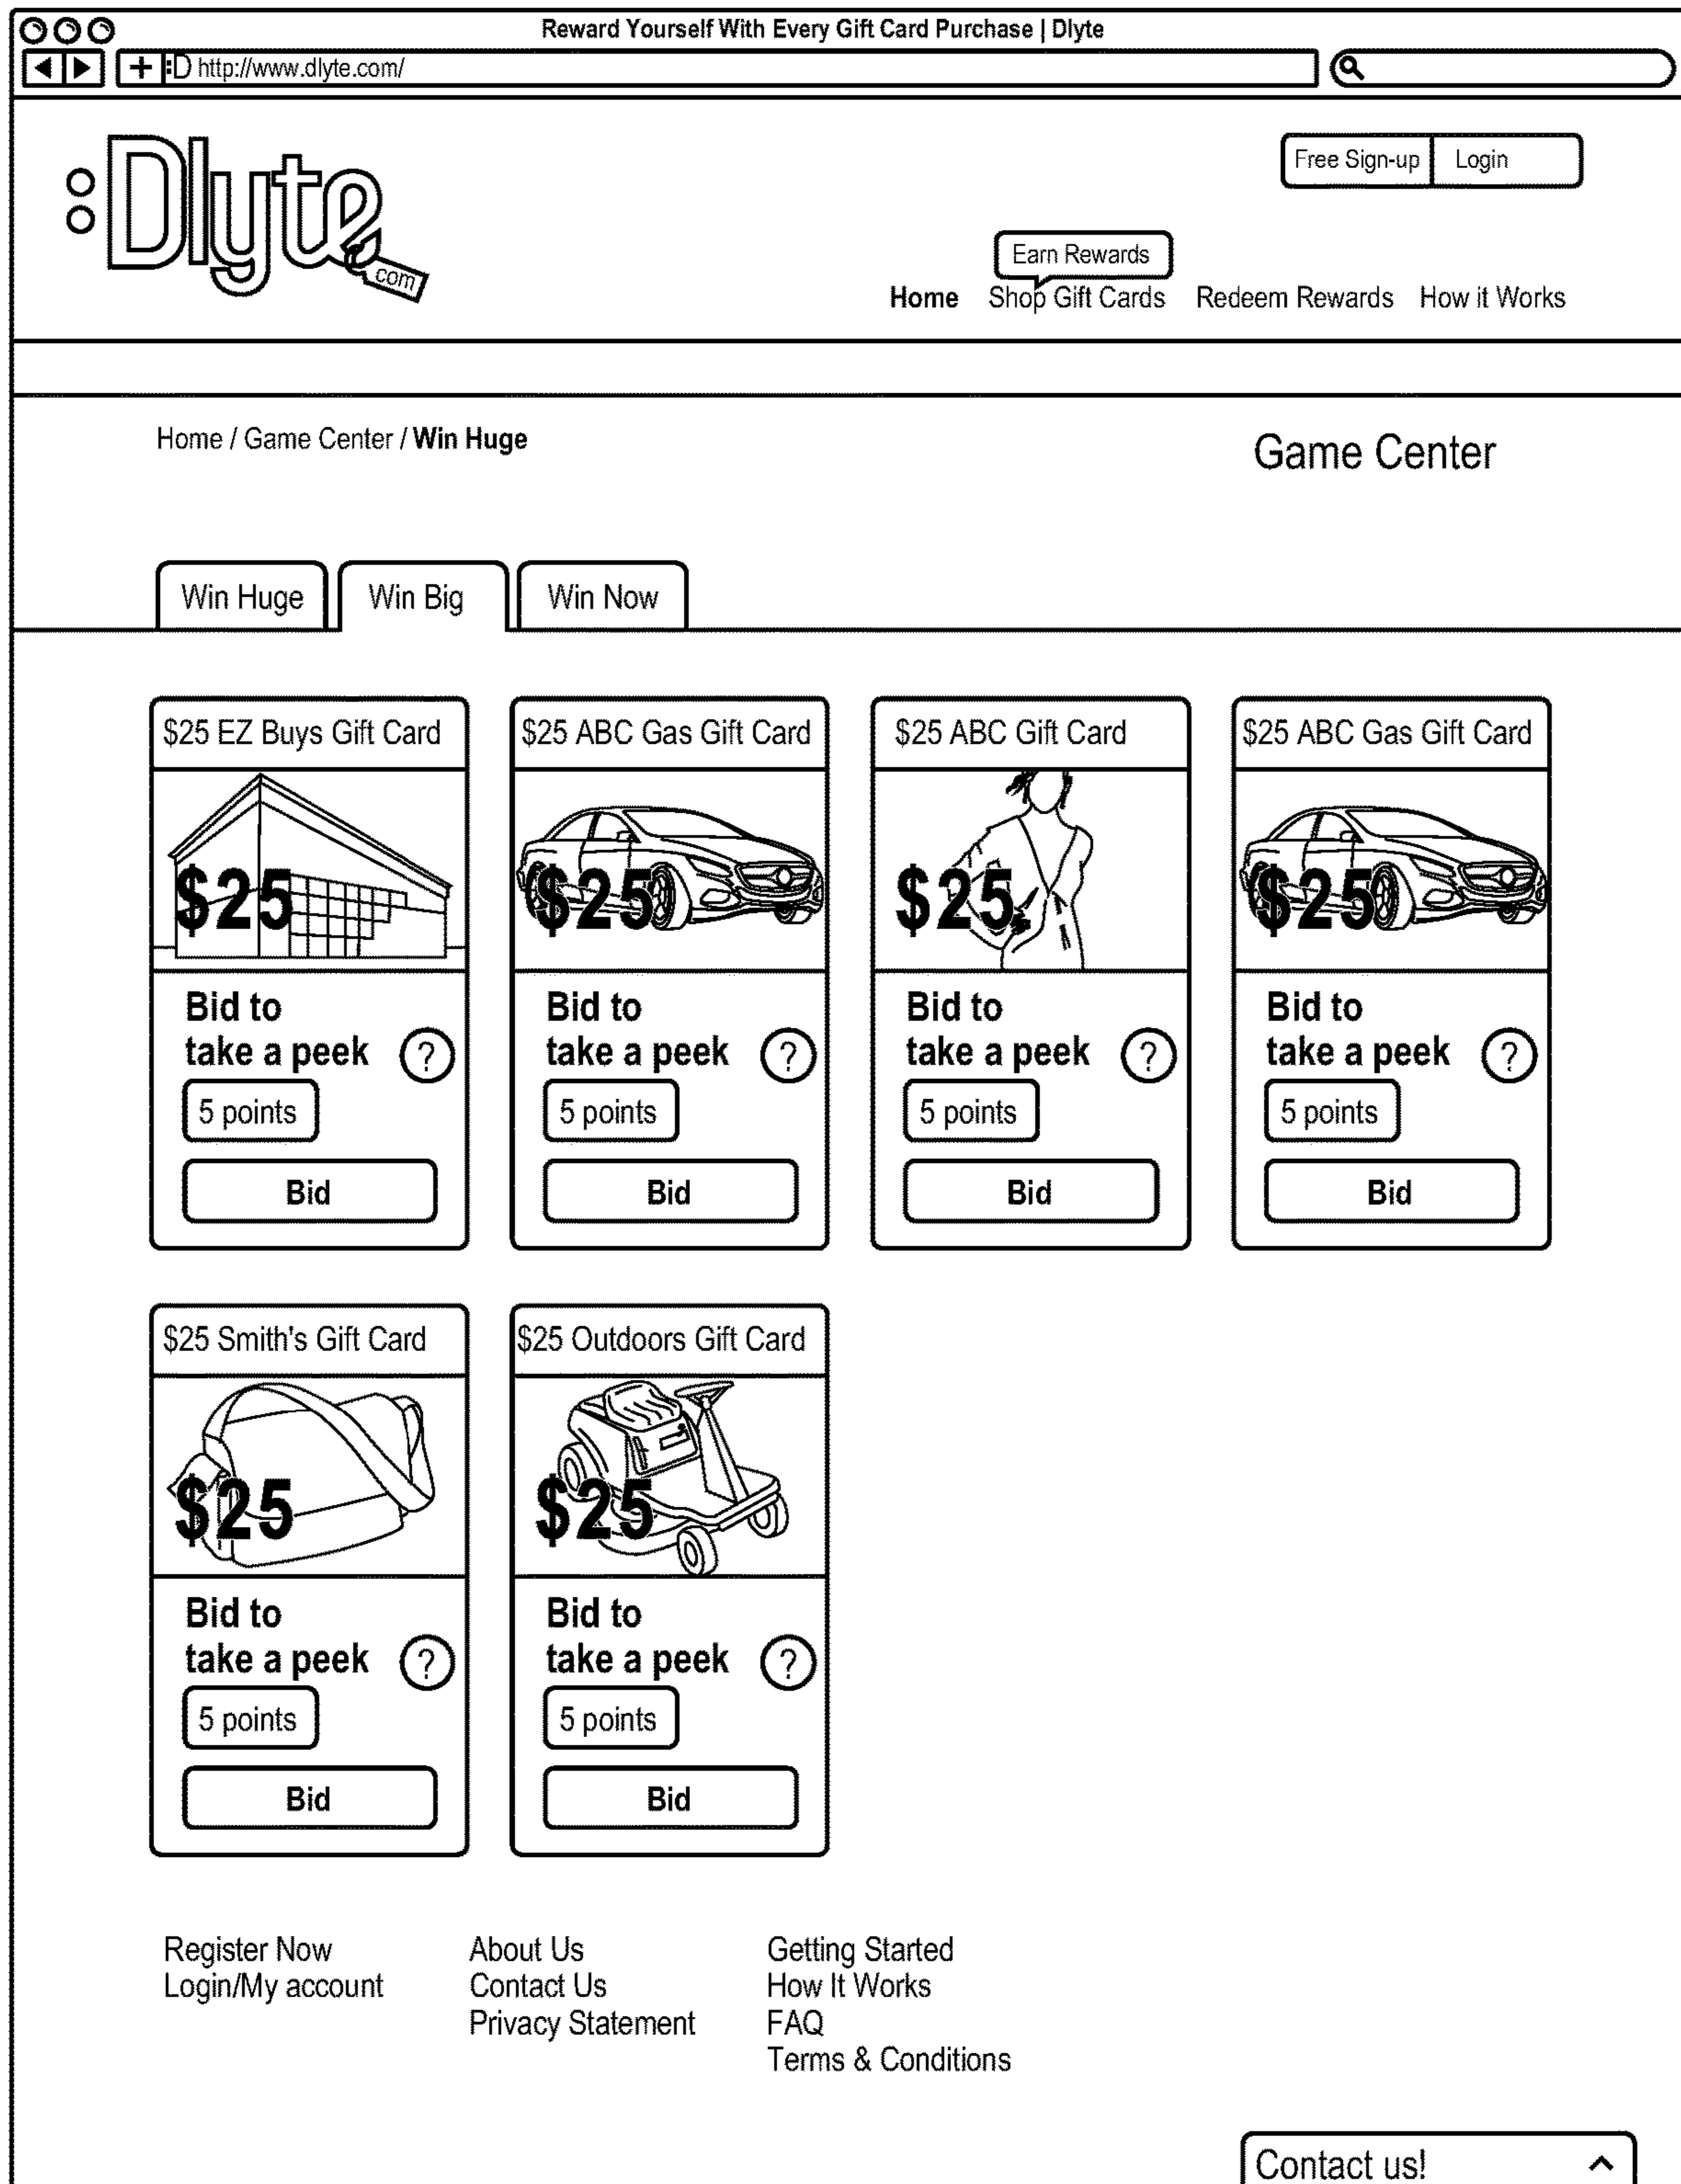 Reward Yourself With Every Gift Card Purchase | Dlyte
:D http://www.dlyte.com/
:Dlyte.com
Free Sign-up Login
Earn Rewards
Home Shop Gift Cards Redeem Rewards How it Works
Home / Game Center / Win Huge
Game Center
Win Huge Win Big Win Now
$25 EZ Buys Gift Card $25 ABC Gas Gift Card $25 ABC Gift Card $25 ABC Gas Gift Card
$25 $25 $25 $25
Bid to Bid to Bid to Bid to
take a peek ? take a peek ? take a peek ? take a peek ?
5 points 5 points 5 points 5 points
Bid Bid Bid Bid
$25 Smith's Gift Card $25 Outdoors Gift Card
$25 $25
Bid to Bid to
take a peek ? take a peek ?
5 points 5 points
Bid Bid
Register Now About Us Getting Started
Login/My account Contact Us How It Works
Privacy Statement FAQ
Terms & Conditions
Contact us!